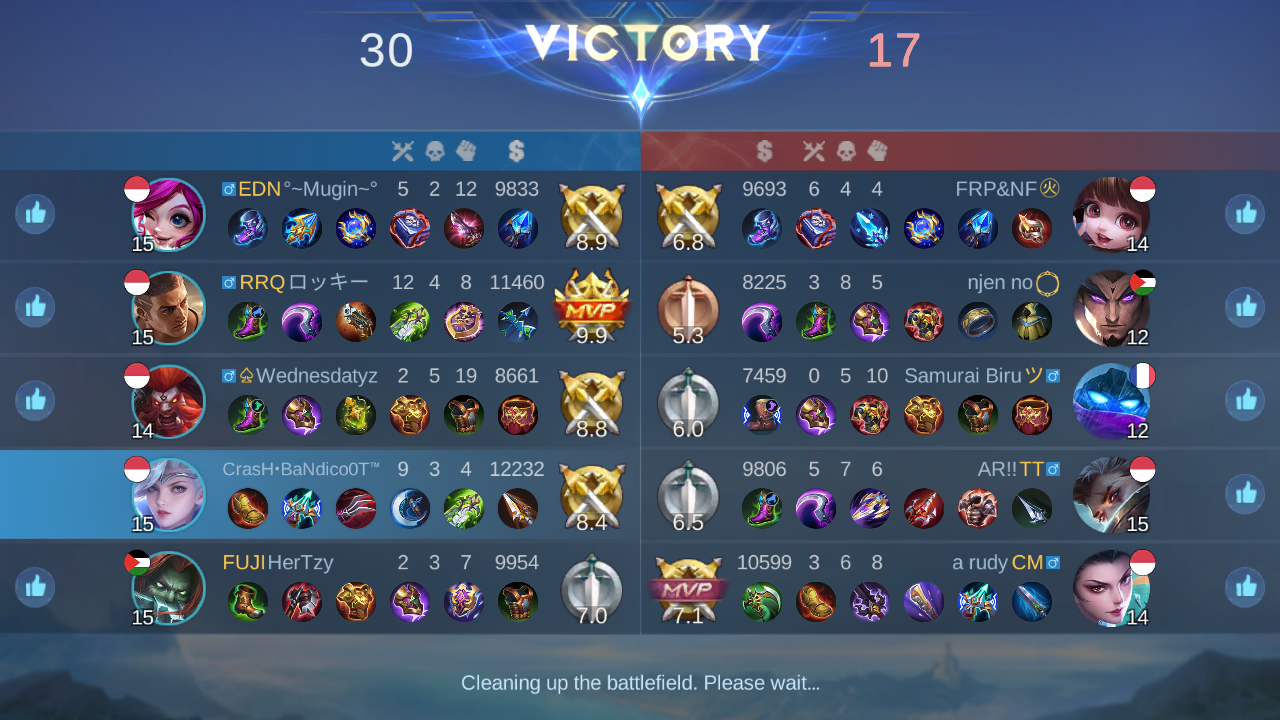 30 VICTORY 17
15 EDN°~Mugin~° 5 2 12 9833 8.9
15 RRQロッキー 12 4 8 11460 MVP 9.9
14 ♤Wednesdatyz 2 5 19 8661 8.8
15 CrasH•BaNdico0T™ 9 3 4 12232 8.4
15 FUJIHerTzy 2 3 7 9954 7.0
6.8 9693 6 4 4 FRP&NF㊋ 14
5.3 8225 3 8 5 njen no 12
6.0 7459 0 5 10 Samurai Biruツ 12
6.5 9806 5 7 6 AR!!TT 15
MVP 7.1 10599 3 6 8 a rudy CM 14
Cleaning up the battlefield. Please wait...